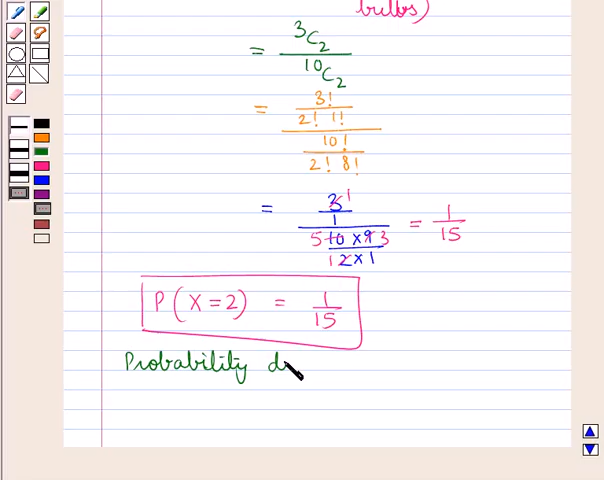 bulbs)
= ³C₂ / ¹⁰C₂
= (3! / 2! 1!) / (10! / 2! 8!)
= (3 1 / 1) / (5 10 × 9 3 / 1 2 × 1) = 1/15
P(X=2) = 1/15
Probability d